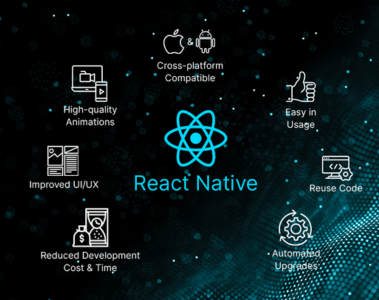 &
Cross-platform
Compatible
High-quality
Animations
Easy in
Usage
React Native
Improved UI/UX
Reuse Code
$
Reduced Development
Cost & Time
Automated
Upgrades